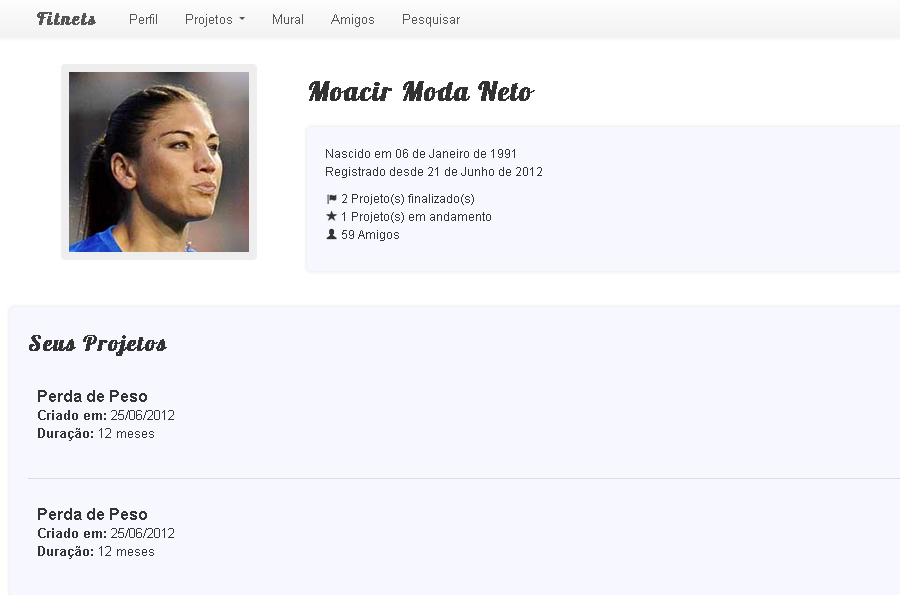 Fitnets Perfil Projetos Mural Amigos Pesquisar
Moacir Moda Neto
Nascido em 06 de Janeiro de 1991
Registrado desde 21 de Junho de 2012
2 Projeto(s) finalizado(s)
1 Projeto(s) em andamento
59 Amigos
Seus Projetos
Perda de Peso
Criado em: 25/06/2012
Duração: 12 meses
Perda de Peso
Criado em: 25/06/2012
Duração: 12 meses